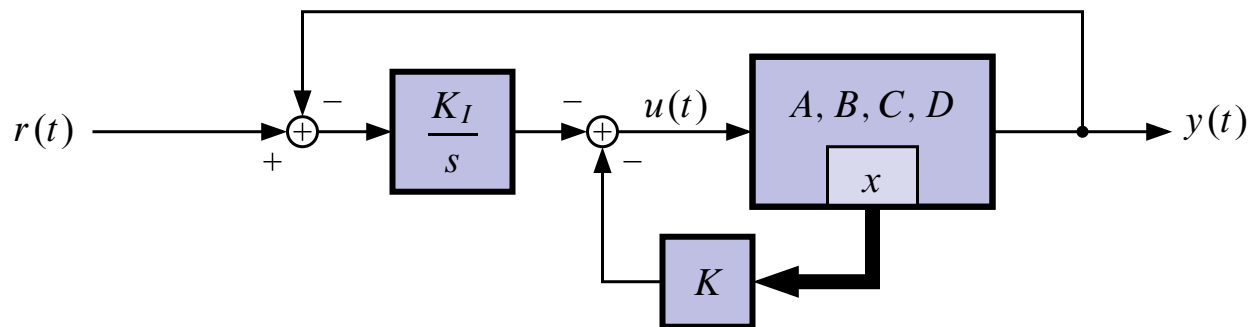 −
r(t)
+
+
K_I
s
−
+
−
u(t)
A, B, C, D
x
y(t)
K